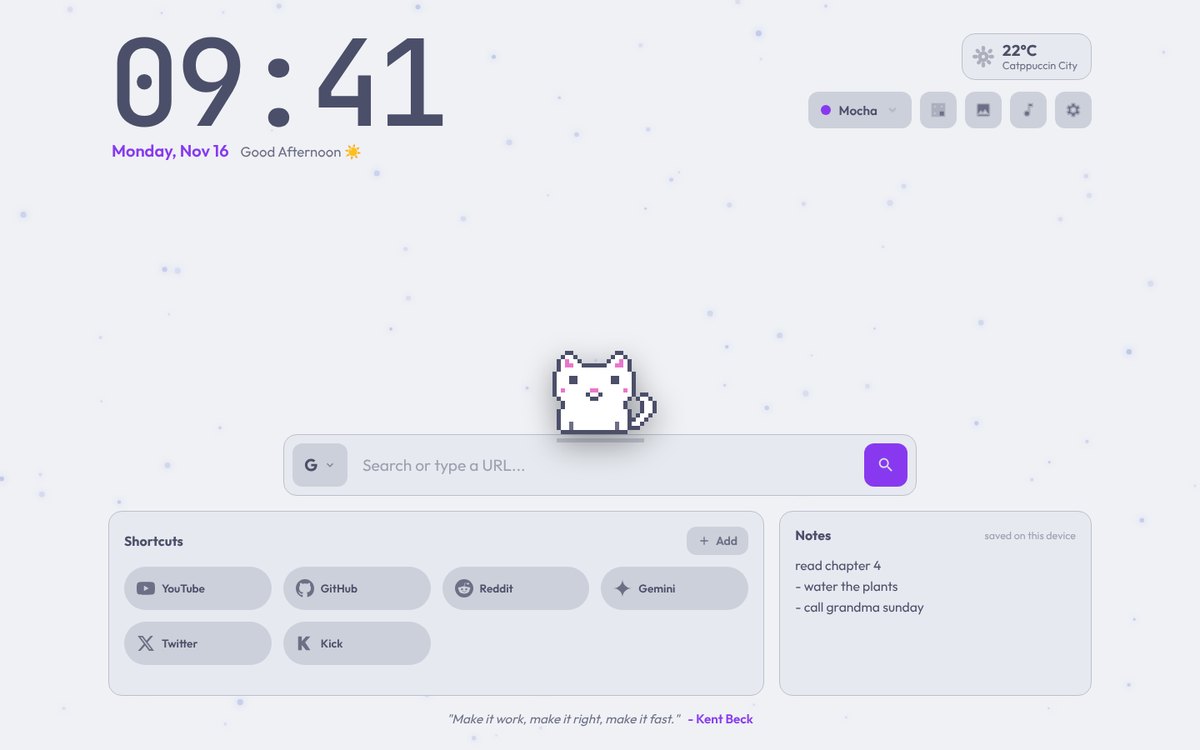 09:41
Monday, Nov 16 Good Afternoon ☀️
22°C
Catppuccin City
Mocha
G
Search or type a URL...
Shortcuts
+ Add
YouTube
GitHub
Reddit
Gemini
Twitter
Kick
Notes
saved on this device
read chapter 4
- water the plants
- call grandma sunday
"Make it work, make it right, make it fast." - Kent Beck